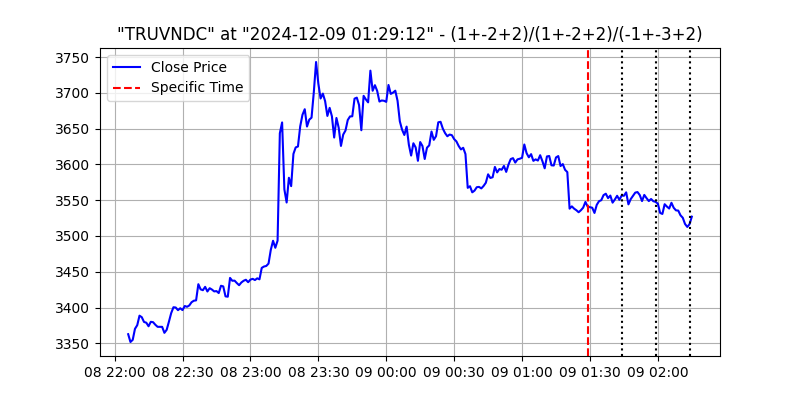 "TRUVNDC" at "2024-12-09 01:29:12" - (1+-2+2)/(1+-2+2)/(-1+-3+2)
Close Price
Specific Time
3750
3700
3650
3600
3550
3500
3450
3400
3350
08 22:00 08 22:30 08 23:00 08 23:30 09 00:00 09 00:30 09 01:00 09 01:30 09 02:00